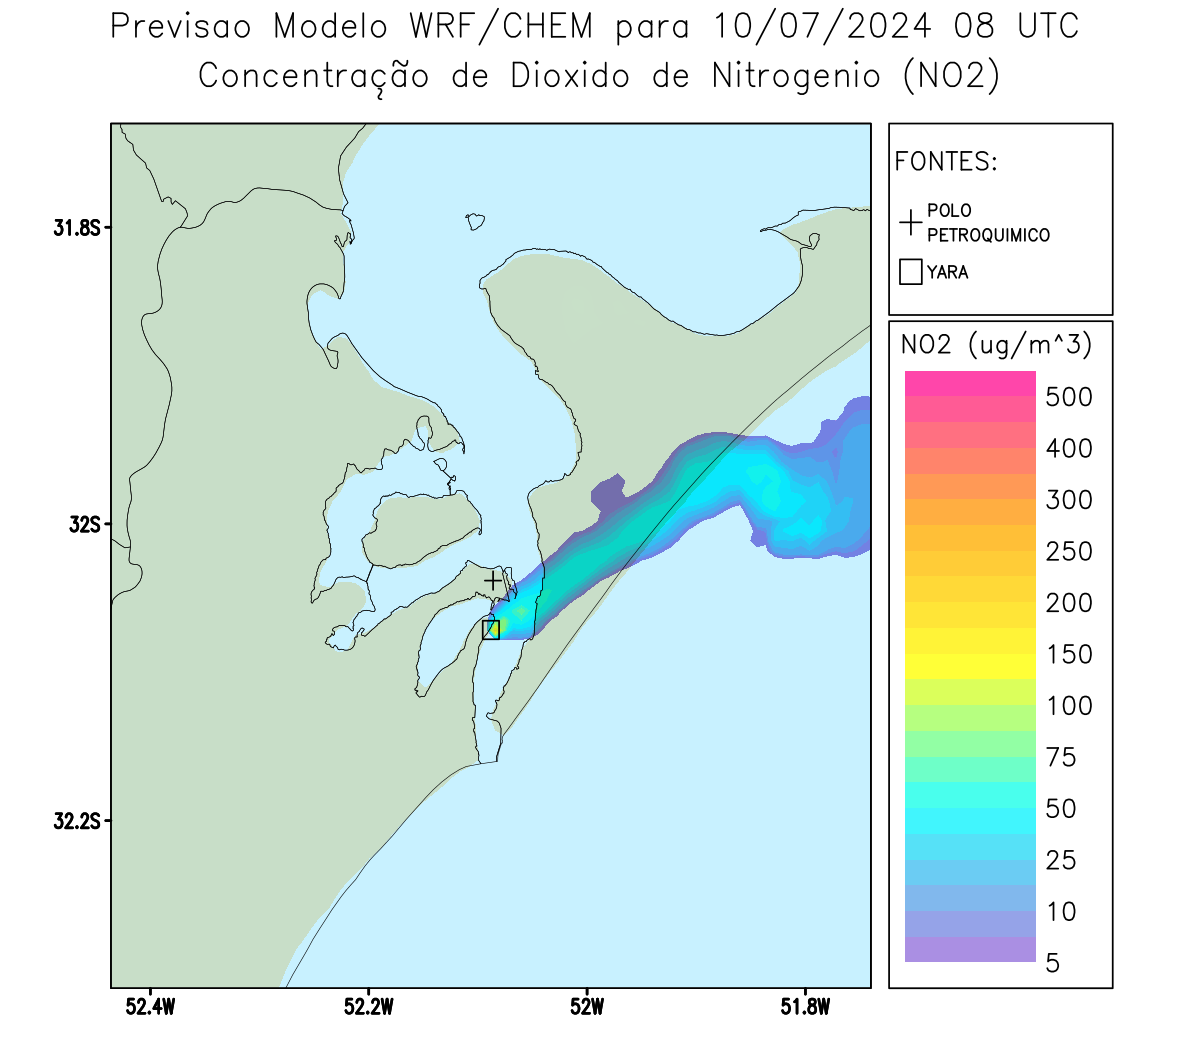 Previsao Modelo WRF/CHEM para 10/07/2024 08 UTC
Concentração de Dioxido de Nitrogenio (NO2)
FONTES:
POLO
PETROQUIMICO
YARA
NO2 (ug/m^3)
500
400
300
250
200
150
100
75
50
25
10
5
31.8S
32S
32.2S
52.4W
52.2W
52W
51.8W